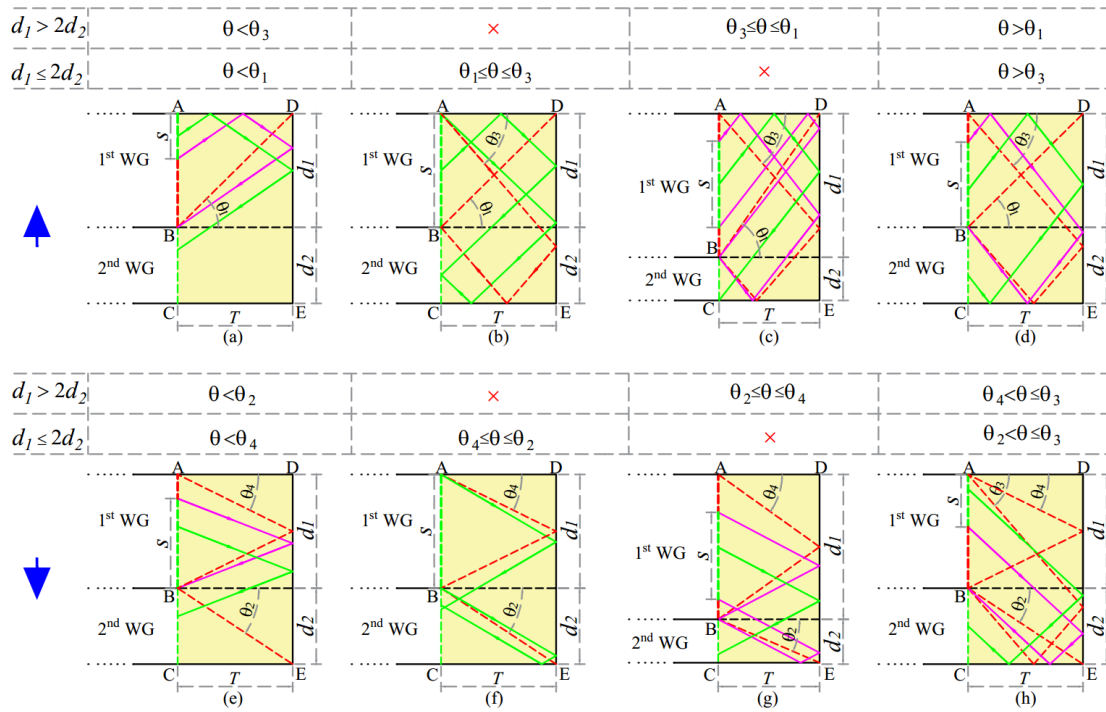 d₁ > 2d₂ θ<θ₃ × θ₃≤θ≤θ₁ θ>θ₁
d₁ ≤ 2d₂ θ<θ₁ θ₁≤θ≤θ₃ × θ>θ₃
A D A D A D A D
s 1st WG θ₁ d₁ s 1st WG θ₃ θ₁ d₁ s 1st WG θ₃ θ₁ d₁ s 1st WG θ₃ θ₁ d₁
B B B B
2nd WG d₂ 2nd WG d₂ 2nd WG d₂ 2nd WG d₂
C T E C T E C T E C T E
(a) (b) (c) (d)
d₁ > 2d₂ θ<θ₂ × θ₂≤θ≤θ₄ θ₄<θ≤θ₃
d₁ ≤ 2d₂ θ<θ₄ θ₄≤θ≤θ₂ × θ₂<θ≤θ₃
A D A D A D A D
s 1st WG θ₄ d₁ s 1st WG θ₄ d₁ s 1st WG θ₄ d₁ s 1st WG θ₃ θ₄ d₁
B B B B
2nd WG θ₂ d₂ 2nd WG θ₂ d₂ 2nd WG θ₂ d₂ 2nd WG θ₂ d₂
C T E C T E C T E C T E
(e) (f) (g) (h)